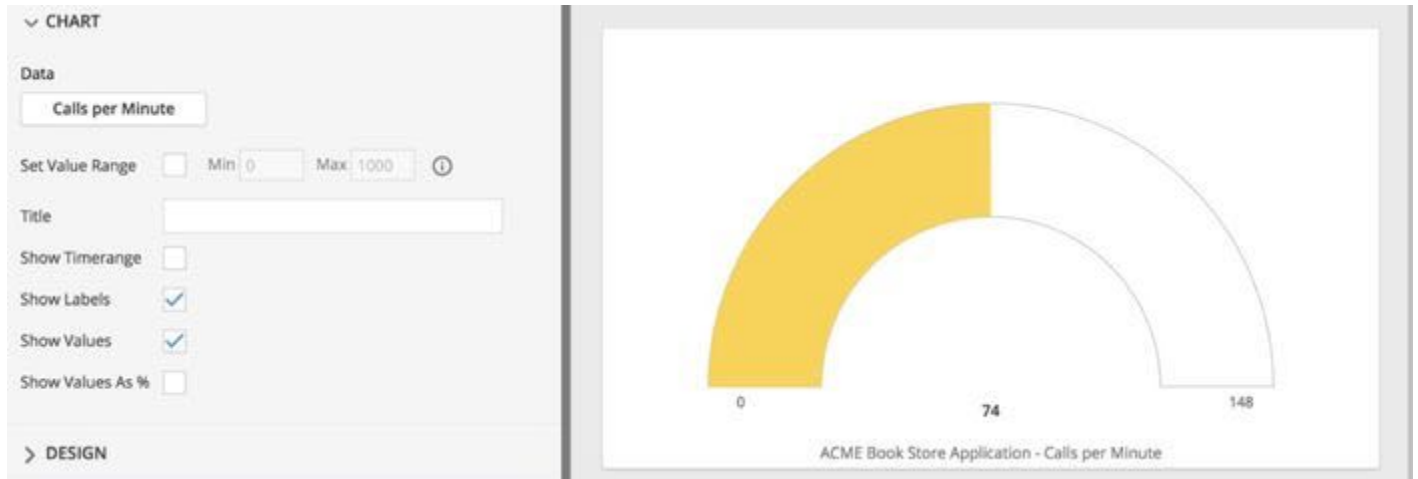 CHART
Data
Calls per Minute
Set Value Range Min 0 Max 1000
Title
Show Timerange
Show Labels
Show Values
Show Values As %
DESIGN
0 74 148
ACME Book Store Application - Calls per Minute